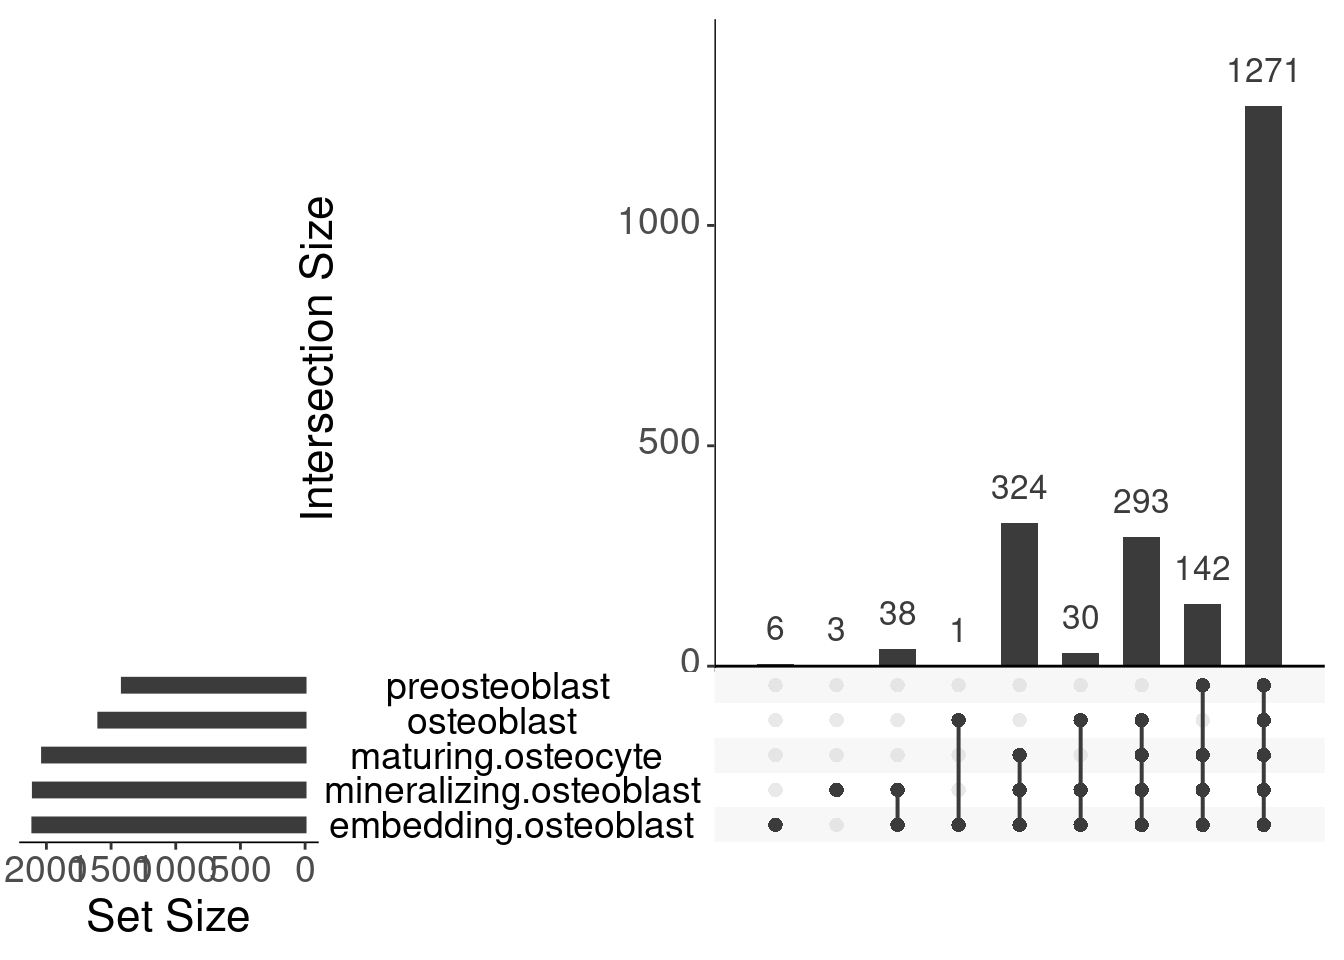 1271
1000
500
324
293
142
6
3
38
1
30
0
Intersection Size
preosteoblast
osteoblast
maturing.osteocyte
mineralizing.osteoblast
embedding.osteoblast
2000 1500 1000 500 0
Set Size